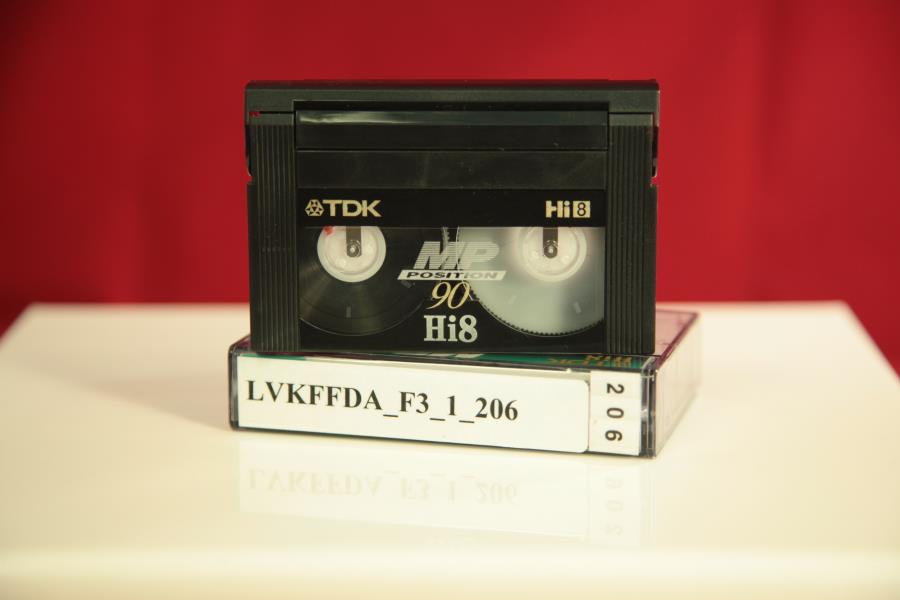 TDK
Hi8
MP
POSITION
90
Hi8
LVKFFDA_F3_1_206
206